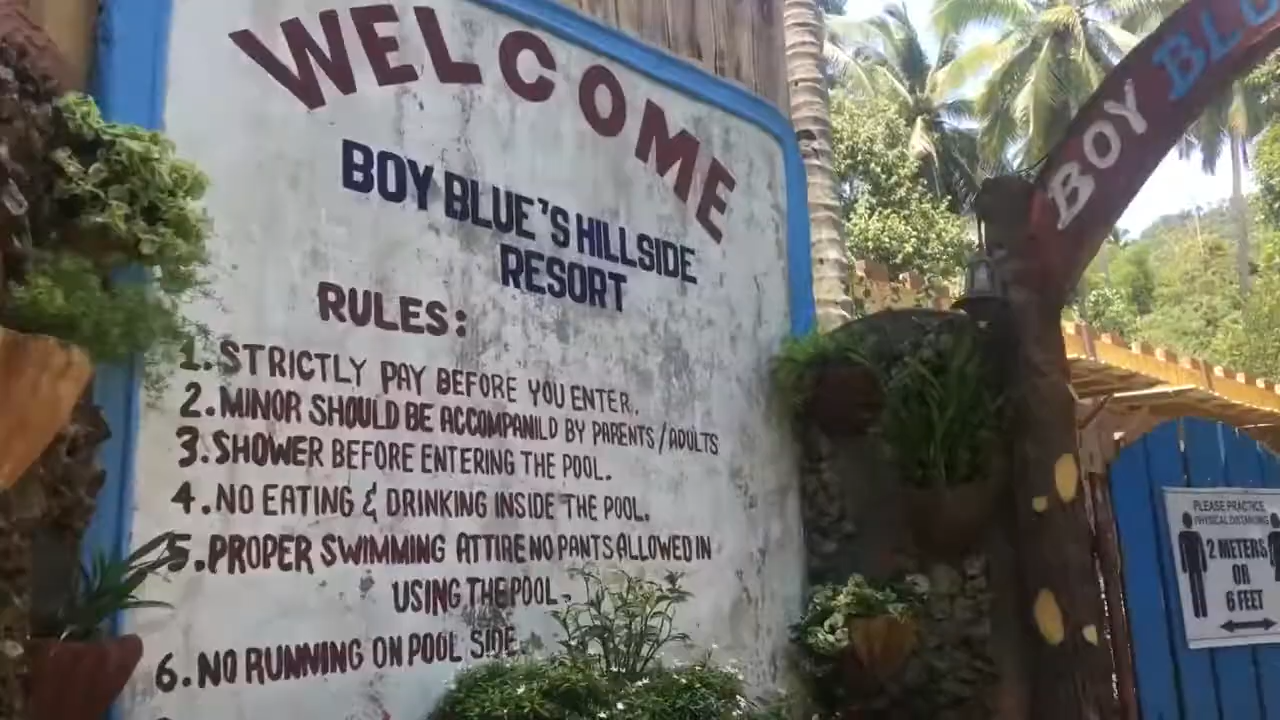 WELCOME
BOY BLUE'S HILLSIDE
RESORT
RULES:
1. STRICTLY PAY BEFORE YOU ENTER.
2. MINOR SHOULD BE ACCOMPANILD BY PARENTS/ADULTS
3. SHOWER BEFORE ENTERING THE POOL.
4. NO EATING & DRINKING INSIDE THE POOL.
5. PROPER SWIMMING ATTIRE NO PANTS ALLOWED IN
USING THE POOL.
6. NO RUNNING ON POOL SIDE.
BOY BLU
PLEASE PRACTICE
PHYSICAL DISTANCING
2 METERS
OR
6 FEET